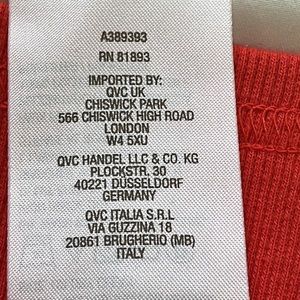 A389393
RN 81893
IMPORTED BY:
QVC UK
CHISWICK PARK
566 CHISWICK HIGH ROAD
LONDON
W4 5XU
QVC HANDEL LLC & CO. KG
PLOCKSTR. 30
40221 DÜSSELDORF
GERMANY
QVC ITALIA S.R.L
VIA GUZZINA 18
20861 BRUGHERIO (MB)
ITALY